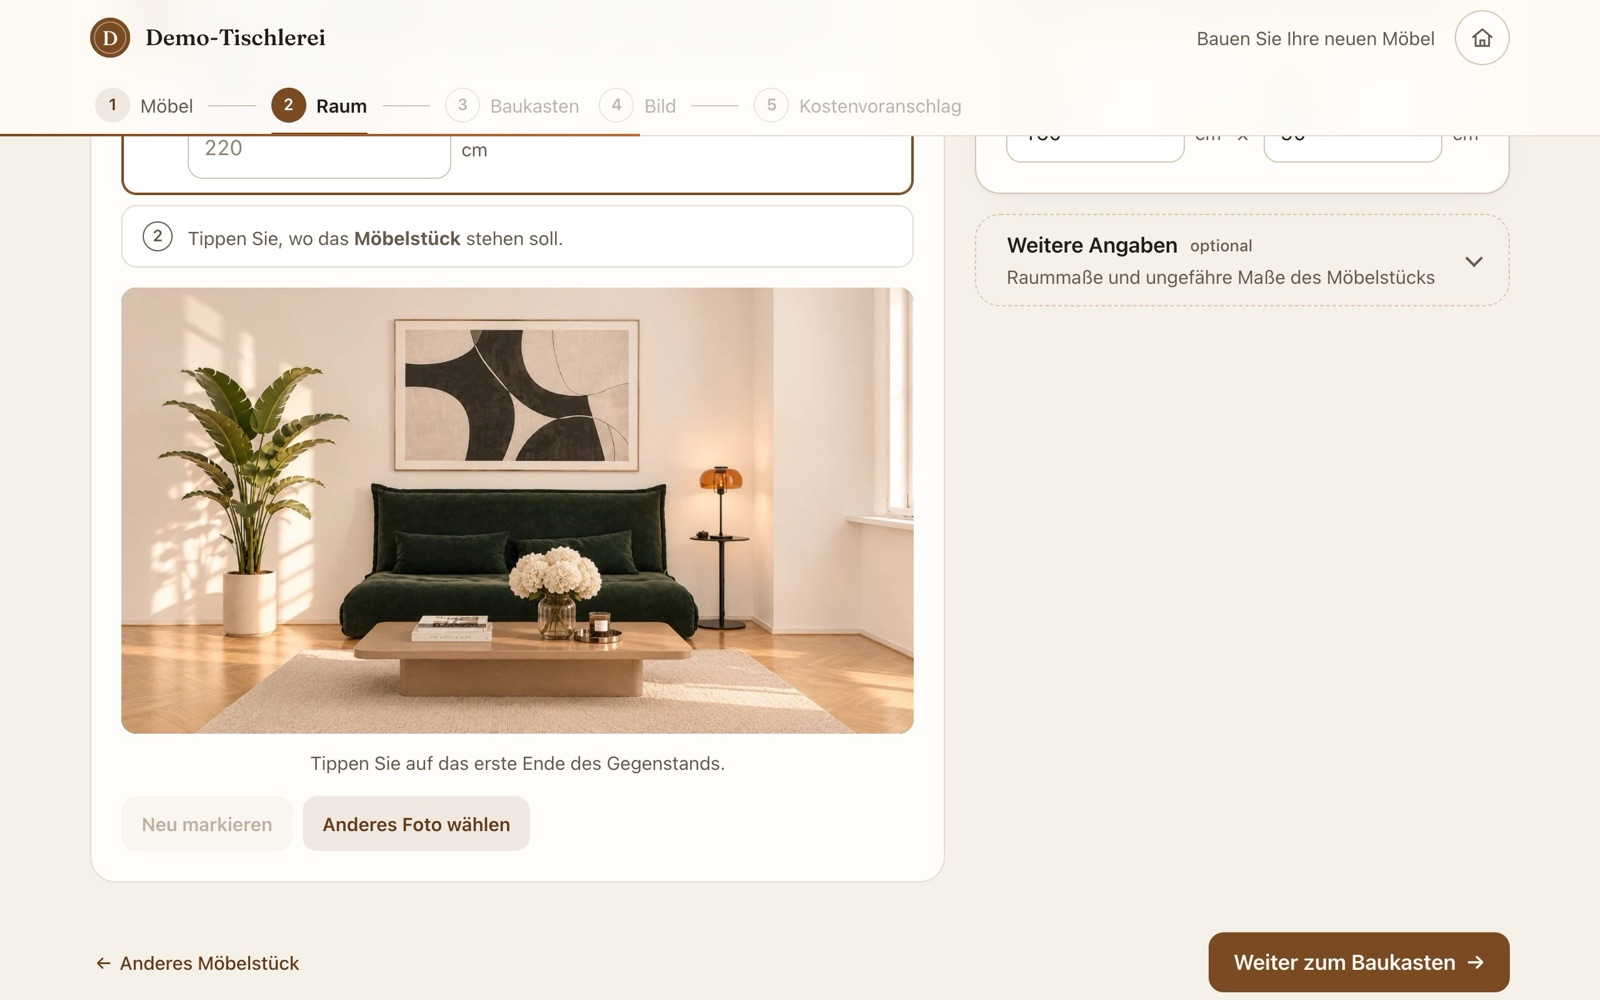 D
Demo-Tischlerei
Bauen Sie Ihre neuen Möbel
1 Möbel
2 Raum
3 Baukasten
4 Bild
5 Kostenvoranschlag
220 cm
2 Tippen Sie, wo das Möbelstück stehen soll.
Tippen Sie auf das erste Ende des Gegenstands.
Neu markieren
Anderes Foto wählen
cm × cm
Weitere Angaben optional
Raummaße und ungefähre Maße des Möbelstücks
← Anderes Möbelstück
Weiter zum Baukasten →